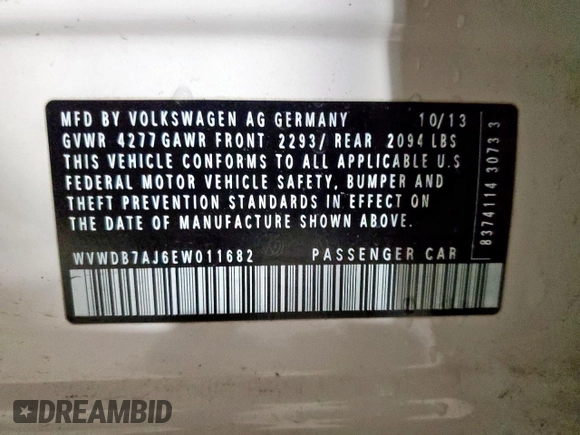 MFD BY VOLKSWAGEN AG GERMANY 10/13
GVWR 4277 GAWR FRONT 2293/ REAR 2094 LBS
THIS VEHICLE CONFORMS TO ALL APPLICABLE U.S
FEDERAL MOTOR VEHICLE SAFETY, BUMPER AND
THEFT PREVENTION STANDARDS IN EFFECT ON
THE DATE OF MANUFACTURE SHOWN ABOVE.
WVWDB7AJ6EW011682 PASSENGER CAR
8374114 3073 3
DREAMBID